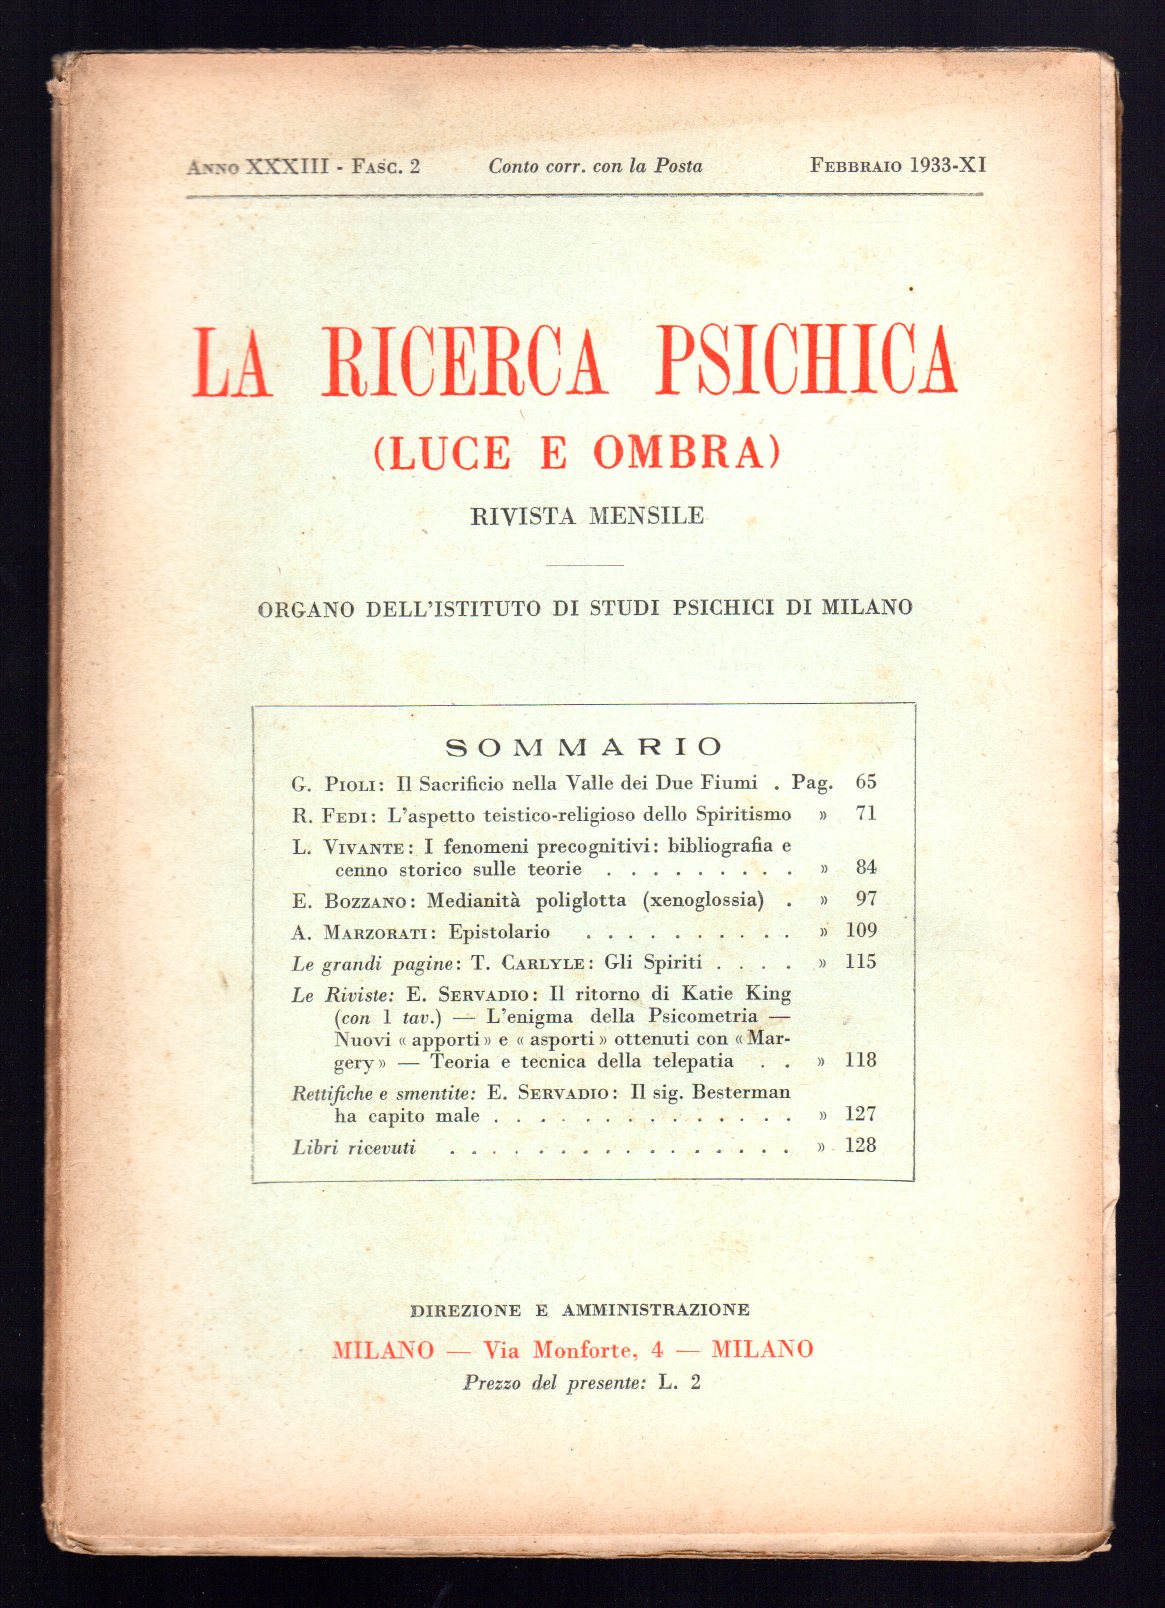 ANNO XXXIII - FASC. 2 Conto corr. con la Posta FEBBRAIO 1933-XI
LA RICERCA PSICHICA
(LUCE E OMBRA)
RIVISTA MENSILE
ORGANO DELL'ISTITUTO DI STUDI PSICHICI DI MILANO
SOMMARIO
G. PIOLI: Il Sacrificio nella Valle dei Due Fiumi . Pag. 65
R. FEDI: L'aspetto teistico-religioso dello Spiritismo » 71
L. VIVANTE: I fenomeni precognitivi: bibliografia e
cenno storico sulle teorie . . . . . . . . . » 84
E. BOZZANO: Medianità poliglotta (xenoglossia) . » 97
A. MARZORATI: Epistolario . . . . . . . . . . » 109
Le grandi pagine: T. CARLYLE: Gli Spiriti . . . . » 115
Le Riviste: E. SERVADIO: Il ritorno di Katie King
(con 1 tav.) — L'enigma della Psicometria —
Nuovi « apporti » e « asporti » ottenuti con « Mar-
gery » — Teoria e tecnica della telepatia . . » 118
Rettifiche e smentite: E. SERVADIO: Il sig. Besterman
ha capito male . . . . . . . . . . . . . . » 127
Libri ricevuti . . . . . . . . . . . . . . . . » 128
DIREZIONE E AMMINISTRAZIONE
MILANO — Via Monforte, 4 — MILANO
Prezzo del presente: L. 2